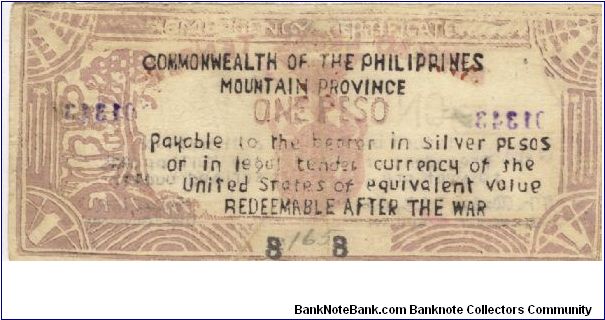 EMERGENCY CERTIFICATE
COMMONWEALTH OF THE PHILIPPINES
MOUNTAIN PROVINCE
ONE PESO
Payable to the bearer in silver pesos
or in legal tender currency of the
United States of equivalent value
REDEEMABLE AFTER THE WAR
8 8
BankNoteBank.com Banknote Collectors Community